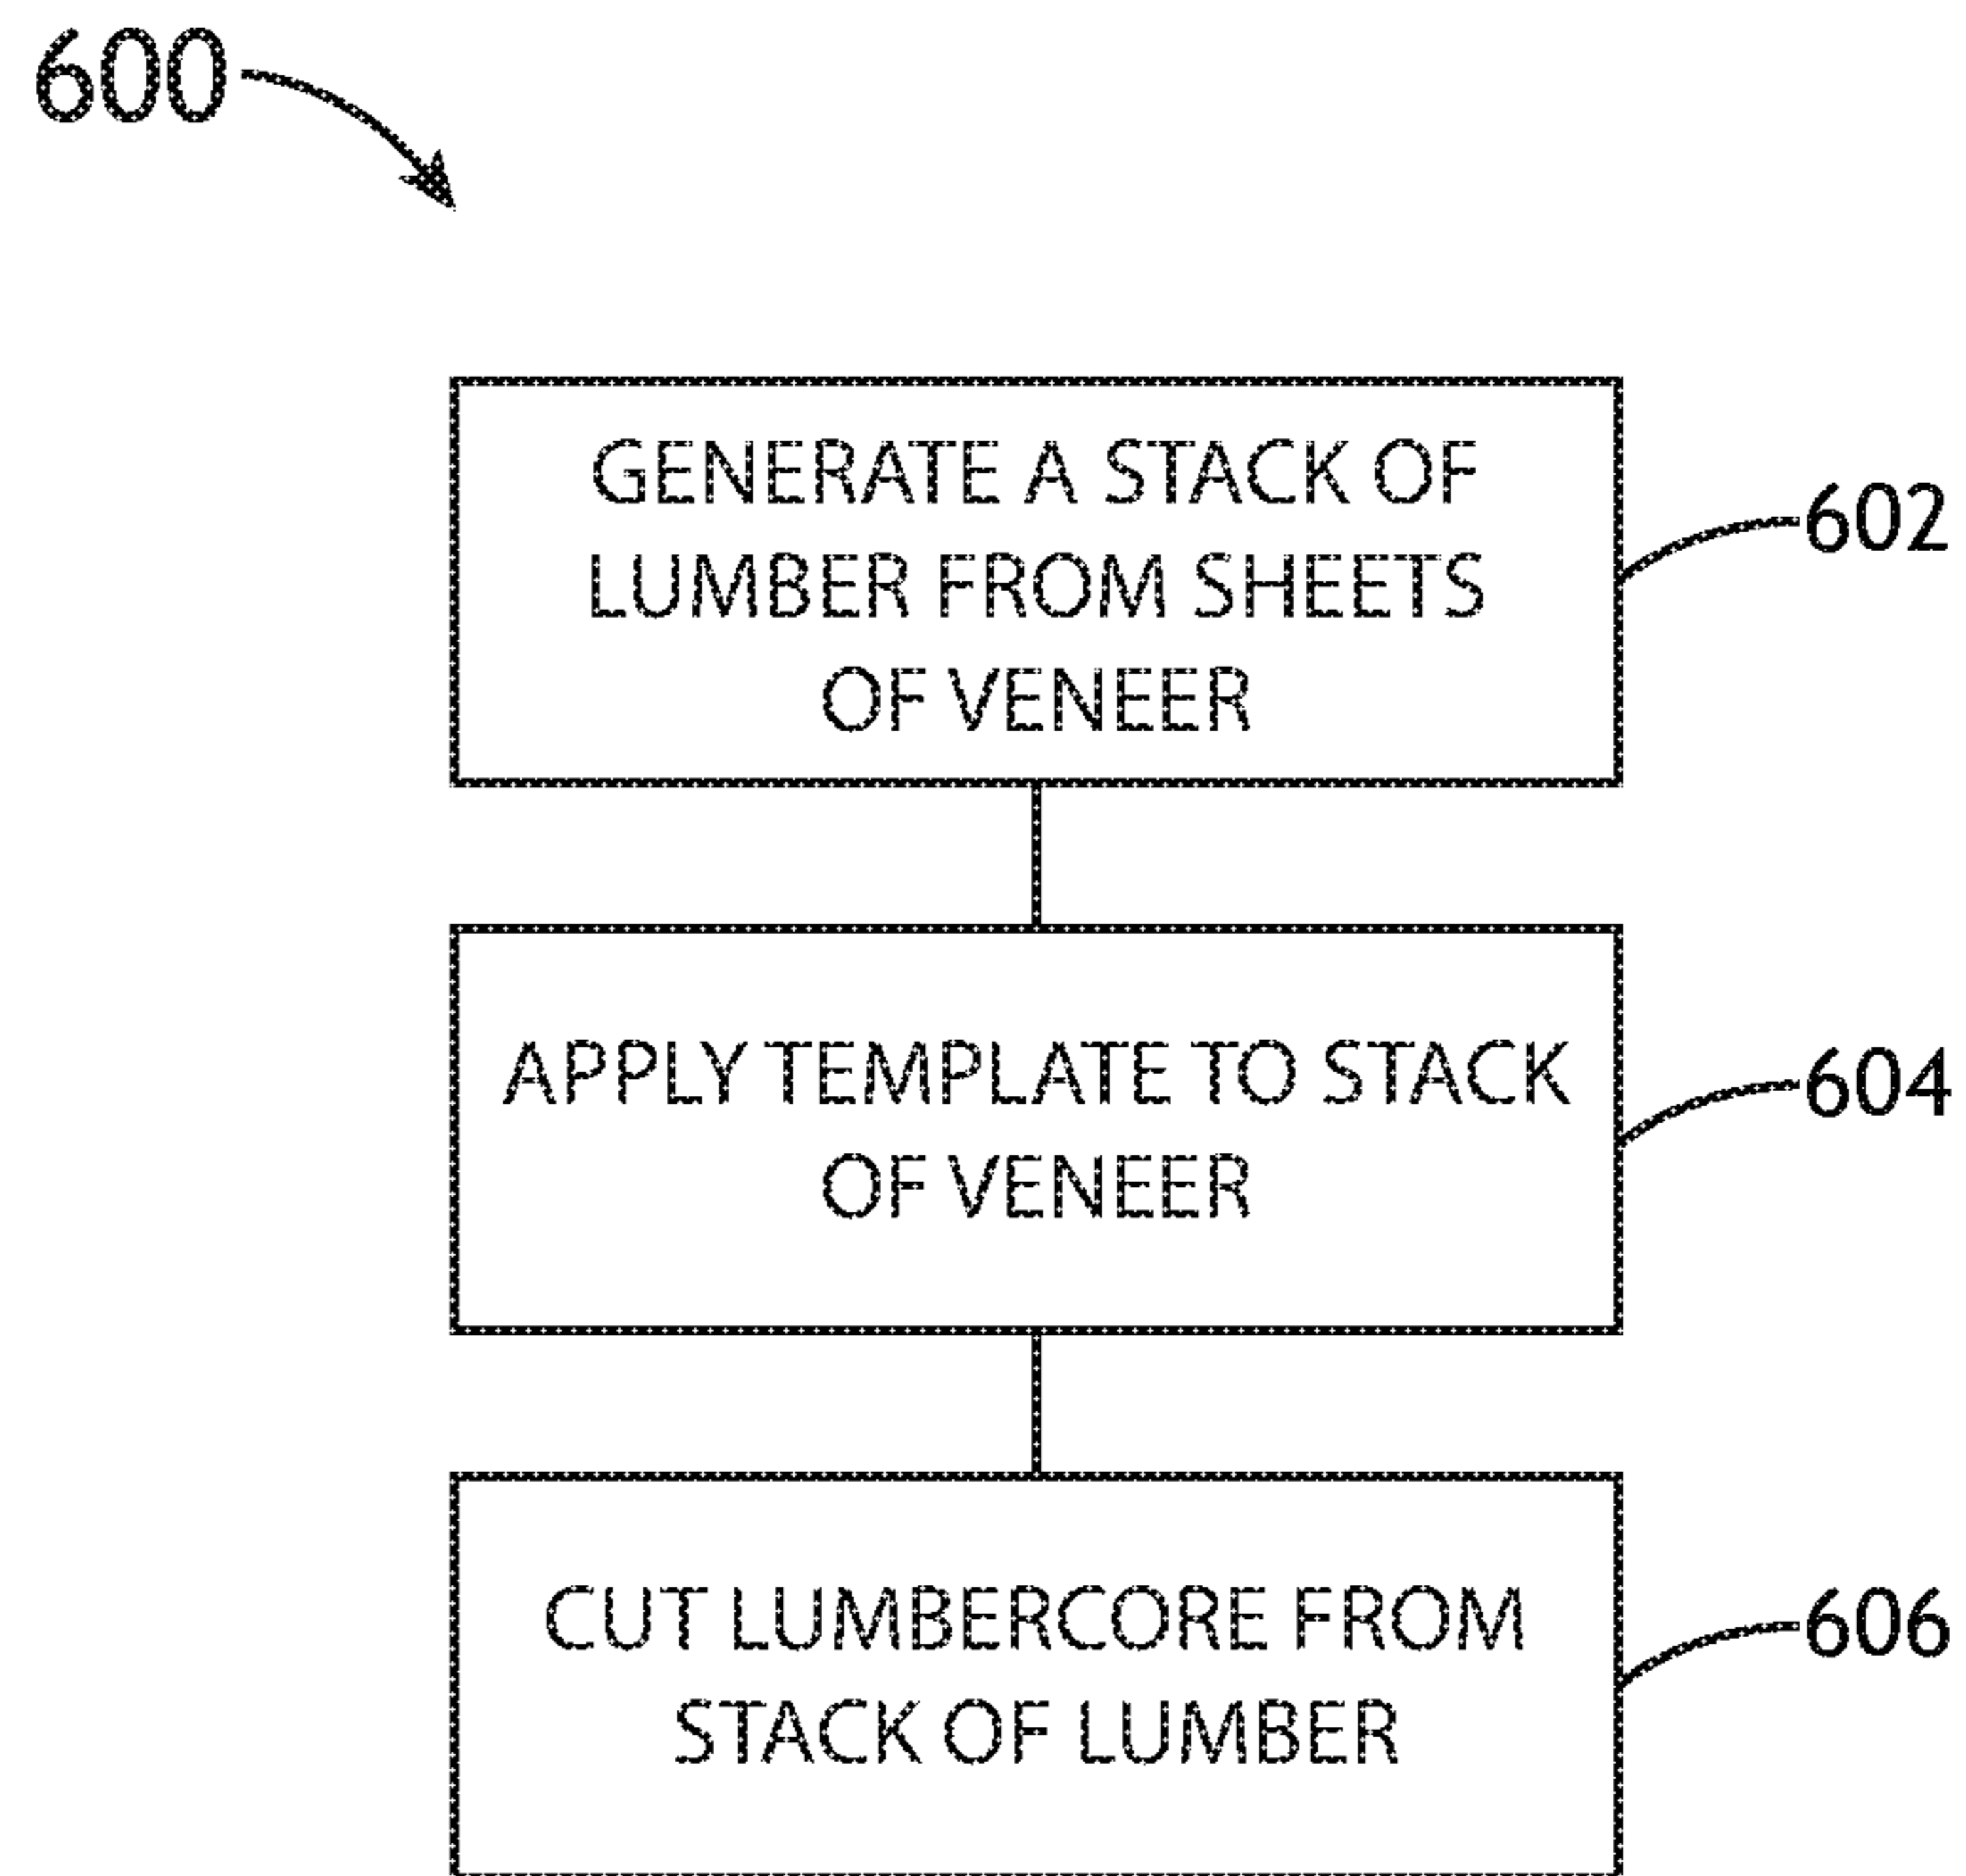 600
GENERATE A STACK OF
LUMBER FROM SHEETS
OF VENEER
602
APPLY TEMPLATE TO STACK
OF VENEER
604
CUT LUMBERCORE FROM
STACK OF LUMBER
606